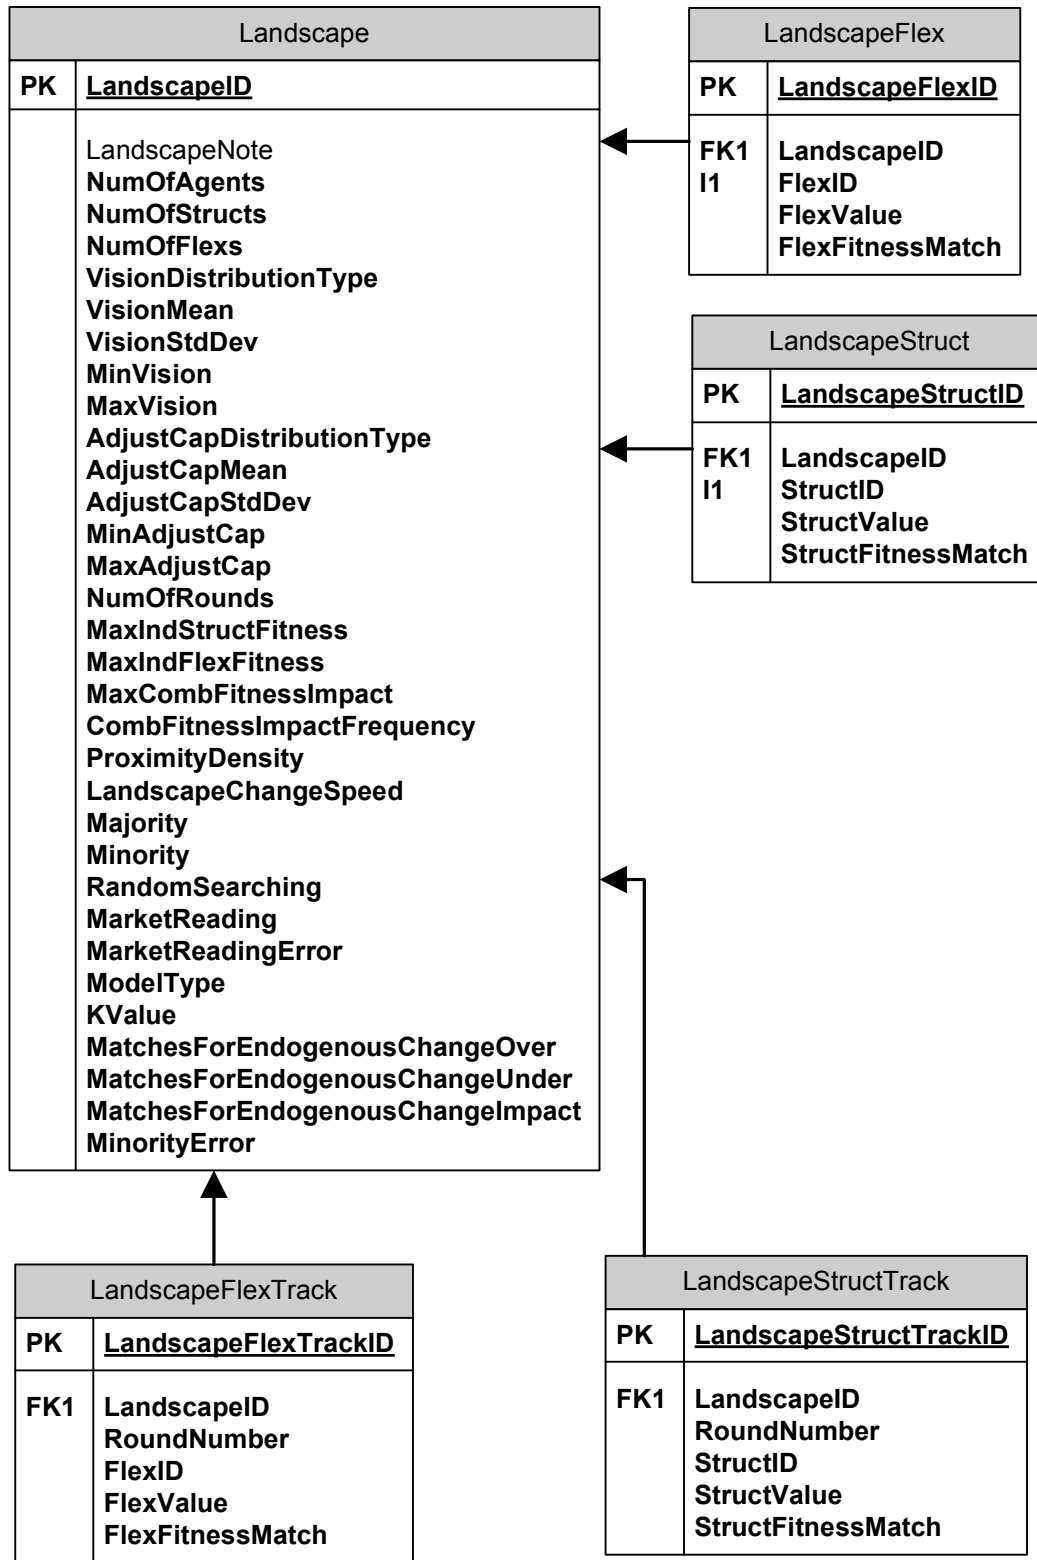 Landscape
PK LandscapeID
LandscapeNote
NumOfAgents
NumOfStructs
NumOfFlexs
VisionDistributionType
VisionMean
VisionStdDev
MinVision
MaxVision
AdjustCapDistributionType
AdjustCapMean
AdjustCapStdDev
MinAdjustCap
MaxAdjustCap
NumOfRounds
MaxIndStructFitness
MaxIndFlexFitness
MaxCombFitnessImpact
CombFitnessImpactFrequency
ProximityDensity
LandscapeChangeSpeed
Majority
Minority
RandomSearching
MarketReading
MarketReadingError
ModelType
KValue
MatchesForEndogenousChangeOver
MatchesForEndogenousChangeUnder
MatchesForEndogenousChangeImpact
MinorityError
LandscapeFlex
PK LandscapeFlexID
FK1 LandscapeID
I1 FlexID
FlexValue
FlexFitnessMatch
LandscapeStruct
PK LandscapeStructID
FK1 LandscapeID
I1 StructID
StructValue
StructFitnessMatch
LandscapeFlexTrack
PK LandscapeFlexTrackID
FK1 LandscapeID
RoundNumber
FlexID
FlexValue
FlexFitnessMatch
LandscapeStructTrack
PK LandscapeStructTrackID
FK1 LandscapeID
RoundNumber
StructID
StructValue
StructFitnessMatch